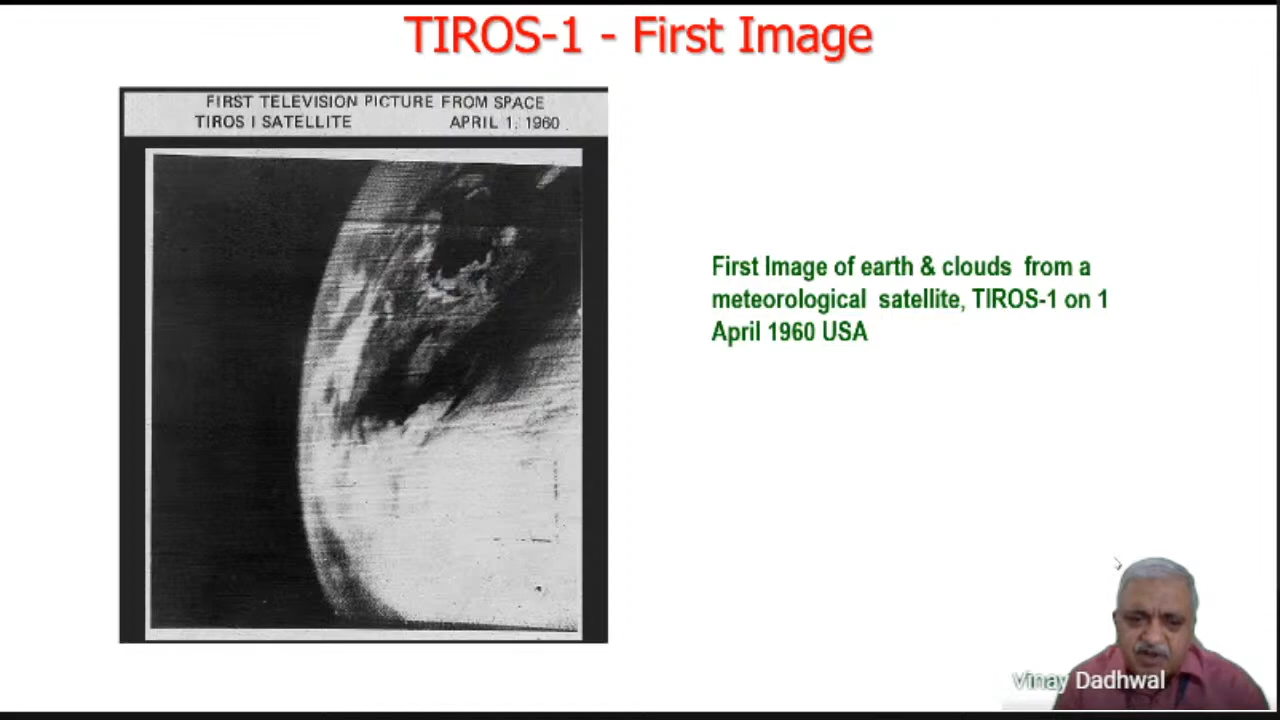 TIROS-1 - First Image
FIRST TELEVISION PICTURE FROM SPACE
TIROS I SATELLITE APRIL 1, 1960
First Image of earth & clouds from a
meteorological satellite, TIROS-1 on 1
April 1960 USA
Vinay Dadhwal